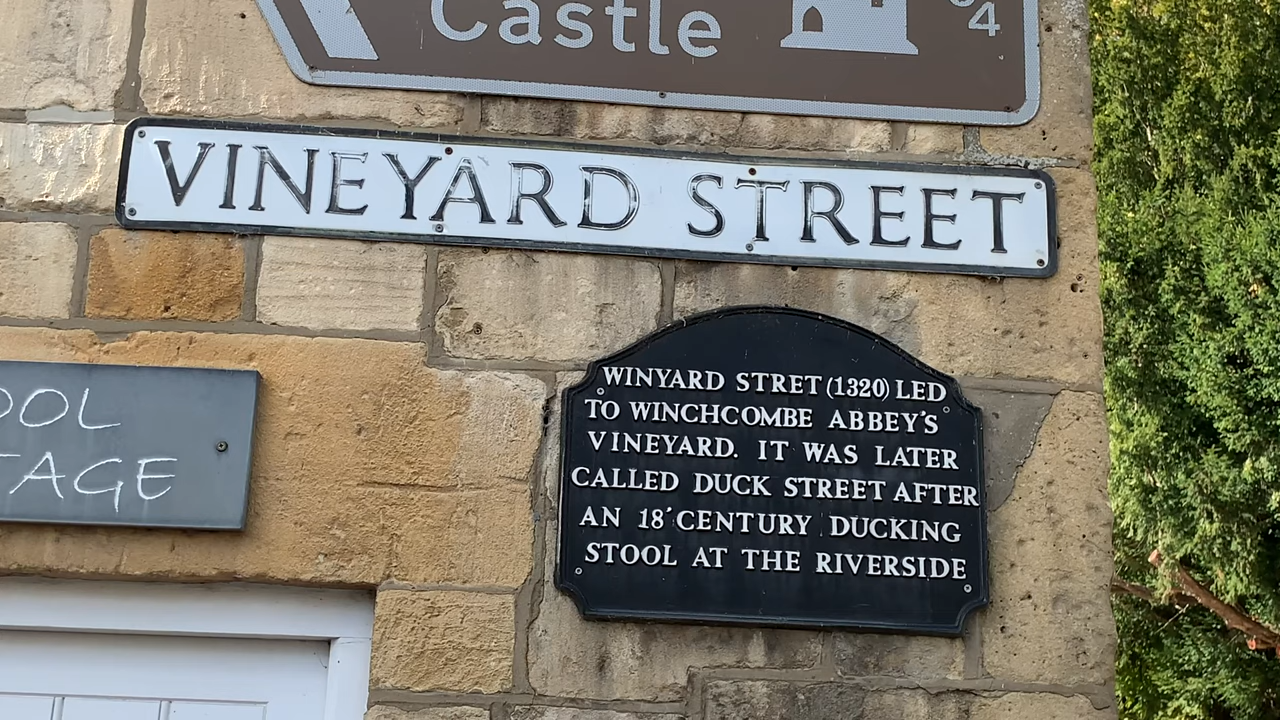 Castle
VINEYARD STREET
WINYARD STRET (1320) LED
TO WINCHCOMBE ABBEY'S
VINEYARD. IT WAS LATER
CALLED DUCK STREET AFTER
AN 18' CENTURY DUCKING
STOOL AT THE RIVERSIDE